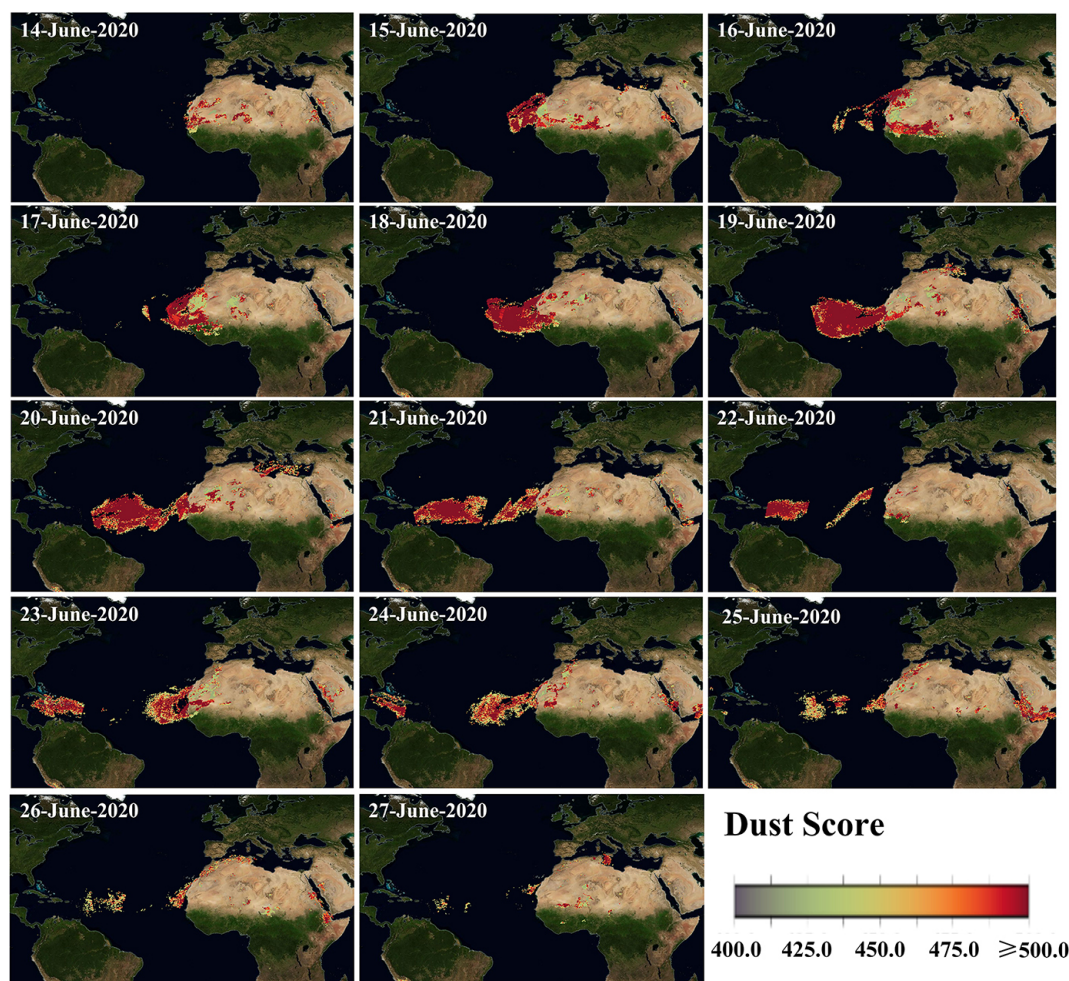 14-June-2020
15-June-2020
16-June-2020
17-June-2020
18-June-2020
19-June-2020
20-June-2020
21-June-2020
22-June-2020
23-June-2020
24-June-2020
25-June-2020
26-June-2020
27-June-2020
Dust Score
400.0 425.0 450.0 475.0 ⩾500.0